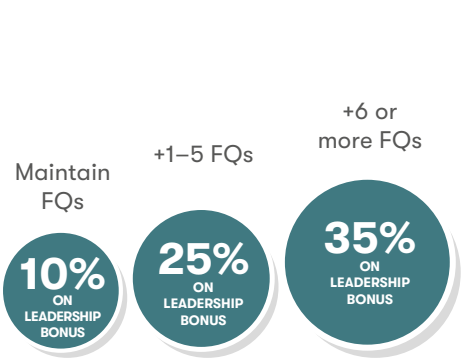 Maintain
FQs
10%
ON
LEADERSHIP
BONUS
+1–5 FQs
25%
ON
LEADERSHIP
BONUS
+6 or
more FQs
35%
ON
LEADERSHIP
BONUS